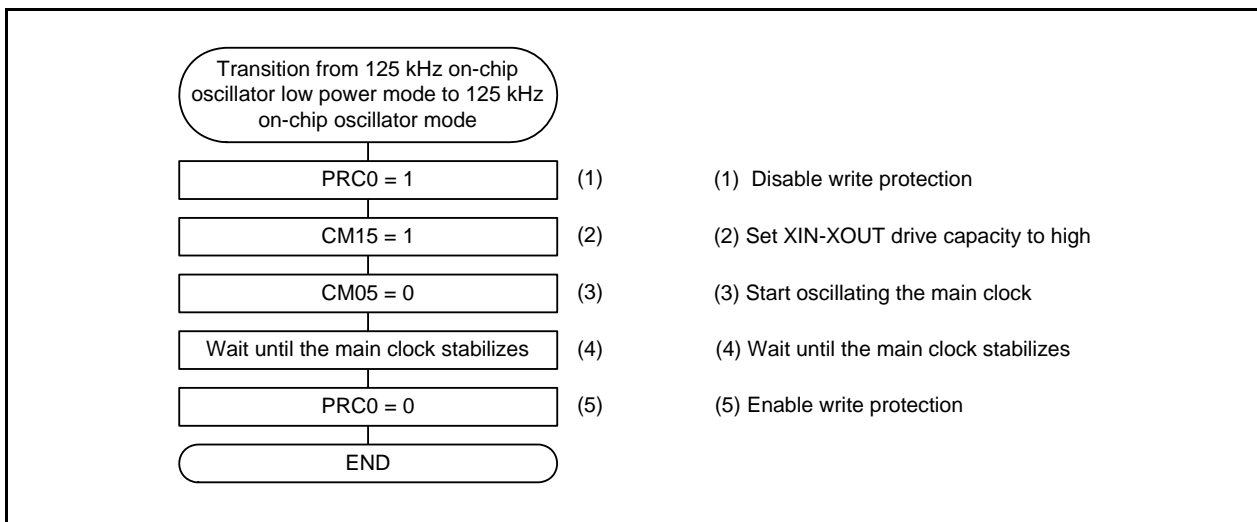 Transition from 125 kHz on-chip
oscillator low power mode to 125 kHz
on-chip oscillator mode
PRC0 = 1 (1) (1) Disable write protection
CM15 = 1 (2) (2) Set XIN-XOUT drive capacity to high
CM05 = 0 (3) (3) Start oscillating the main clock
Wait until the main clock stabilizes (4) (4) Wait until the main clock stabilizes
PRC0 = 0 (5) (5) Enable write protection
END